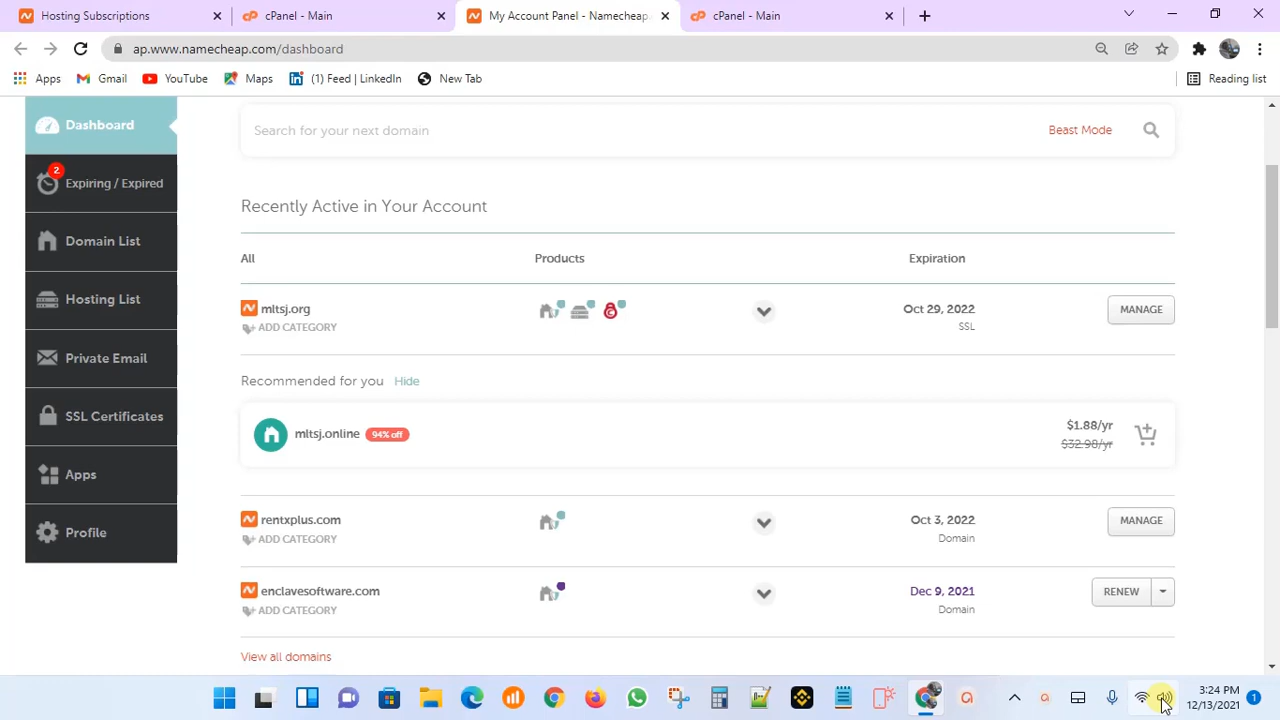 Hosting Subscriptions
cPanel - Main
My Account Panel - Namecheap.
cPanel - Main
ap.www.namecheap.com/dashboard
Apps
Gmail
YouTube
Maps
(1) Feed | LinkedIn
New Tab
Reading list
Dashboard
2
Expiring / Expired
Domain List
Hosting List
Private Email
SSL Certificates
Apps
Profile
Search for your next domain
Beast Mode
Recently Active in Your Account
All Products Expiration
mltsj.org
ADD CATEGORY
Oct 29, 2022
SSL
MANAGE
Recommended for you Hide
mltsj.online 94% off
$1.88/yr
$32.98/yr
rentxplus.com
ADD CATEGORY
Oct 3, 2022
Domain
MANAGE
enclavesoftware.com
ADD CATEGORY
Dec 9, 2021
Domain
RENEW
View all domains
3:24 PM
12/13/2021
1